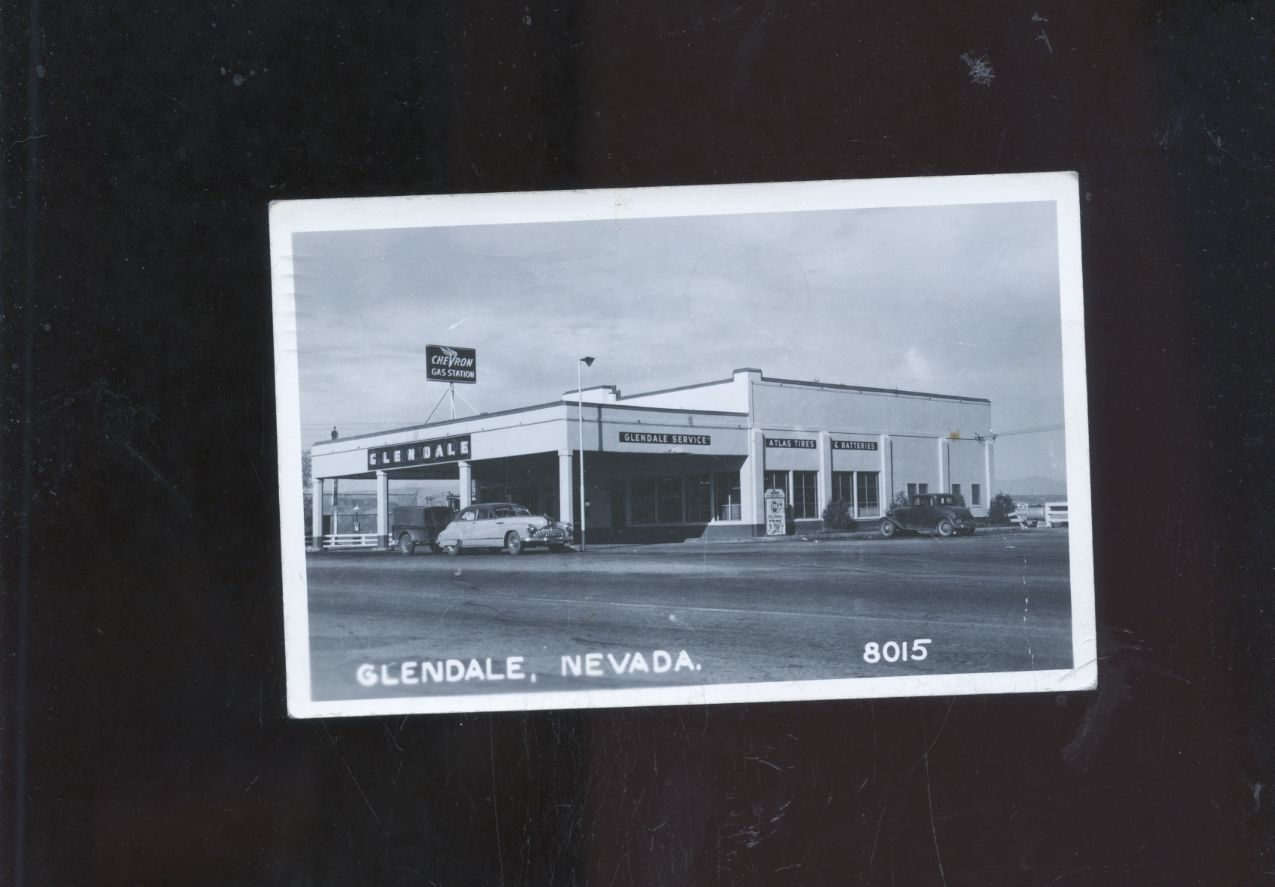 CHEVRON
GAS STATION
GLENDALE
GLENDALE SERVICE
ATLAS TIRES
& BATTERIES
GLENDALE, NEVADA.
8015